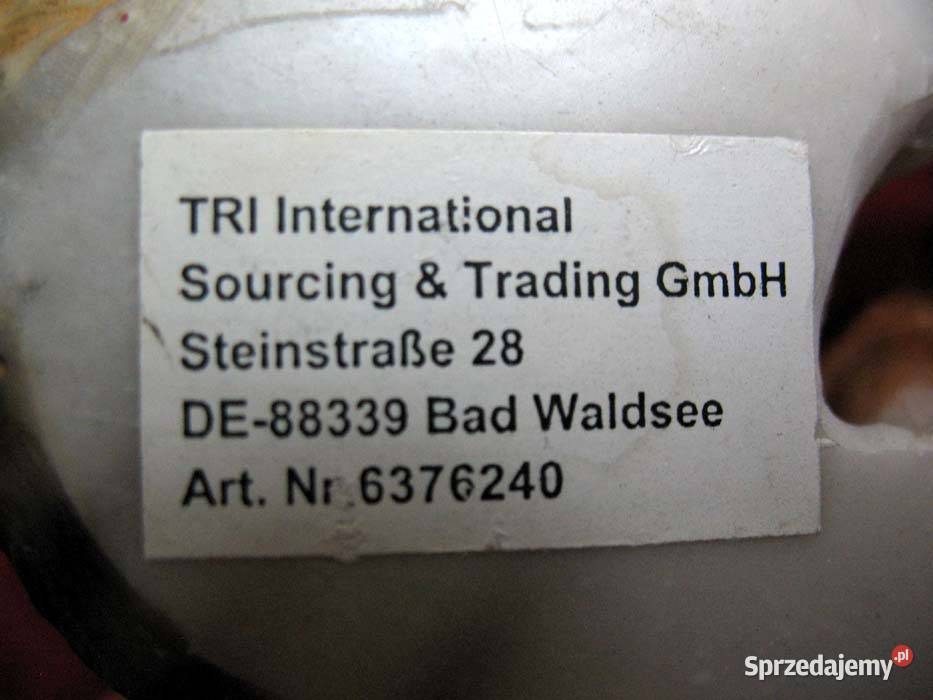 TRI International
Sourcing & Trading GmbH
Steinstraße 28
DE-88339 Bad Waldsee
Art. Nr.6376240
Sprzedajemy.pl